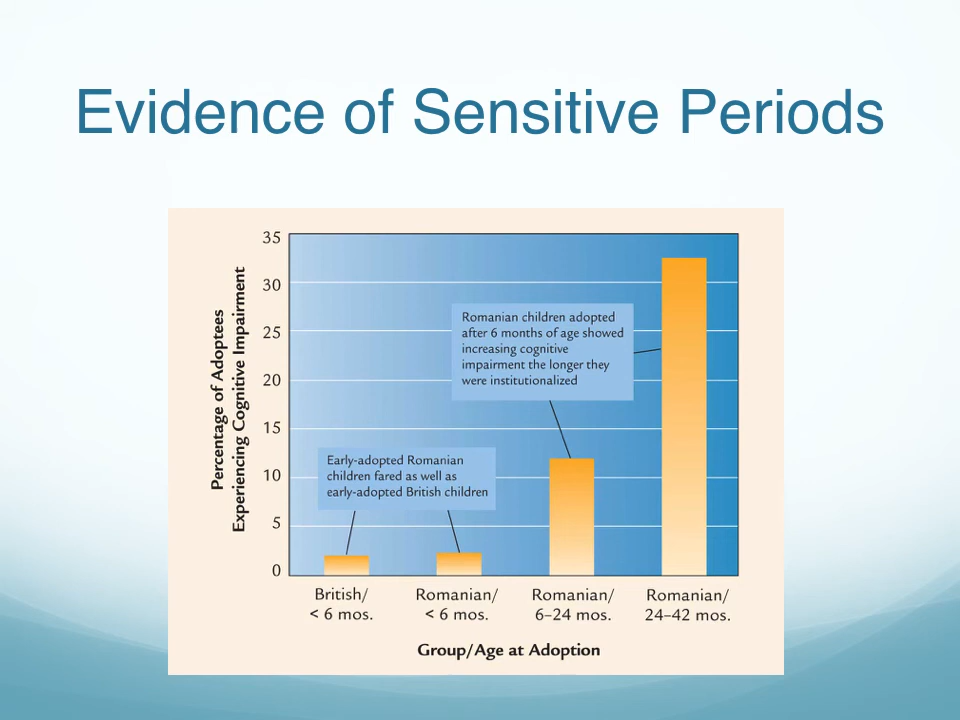 Evidence of Sensitive Periods
Percentage of Adoptees
Experiencing Cognitive Impairment
35
30
25
20
15
10
5
0
Romanian children adopted
after 6 months of age showed
increasing cognitive
impairment the longer they
were institutionalized
Early-adopted Romanian
children fared as well as
early-adopted British children
British/
< 6 mos.
Romanian/
< 6 mos.
Romanian/
6–24 mos.
Romanian/
24–42 mos.
Group/Age at Adoption